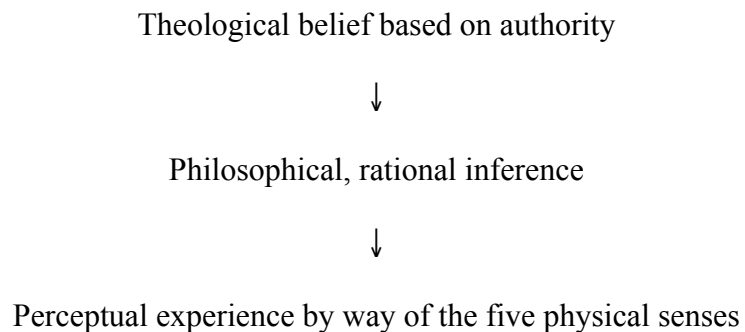 Theological belief based on authority
↓
Philosophical, rational inference
↓
Perceptual experience by way of the five physical senses